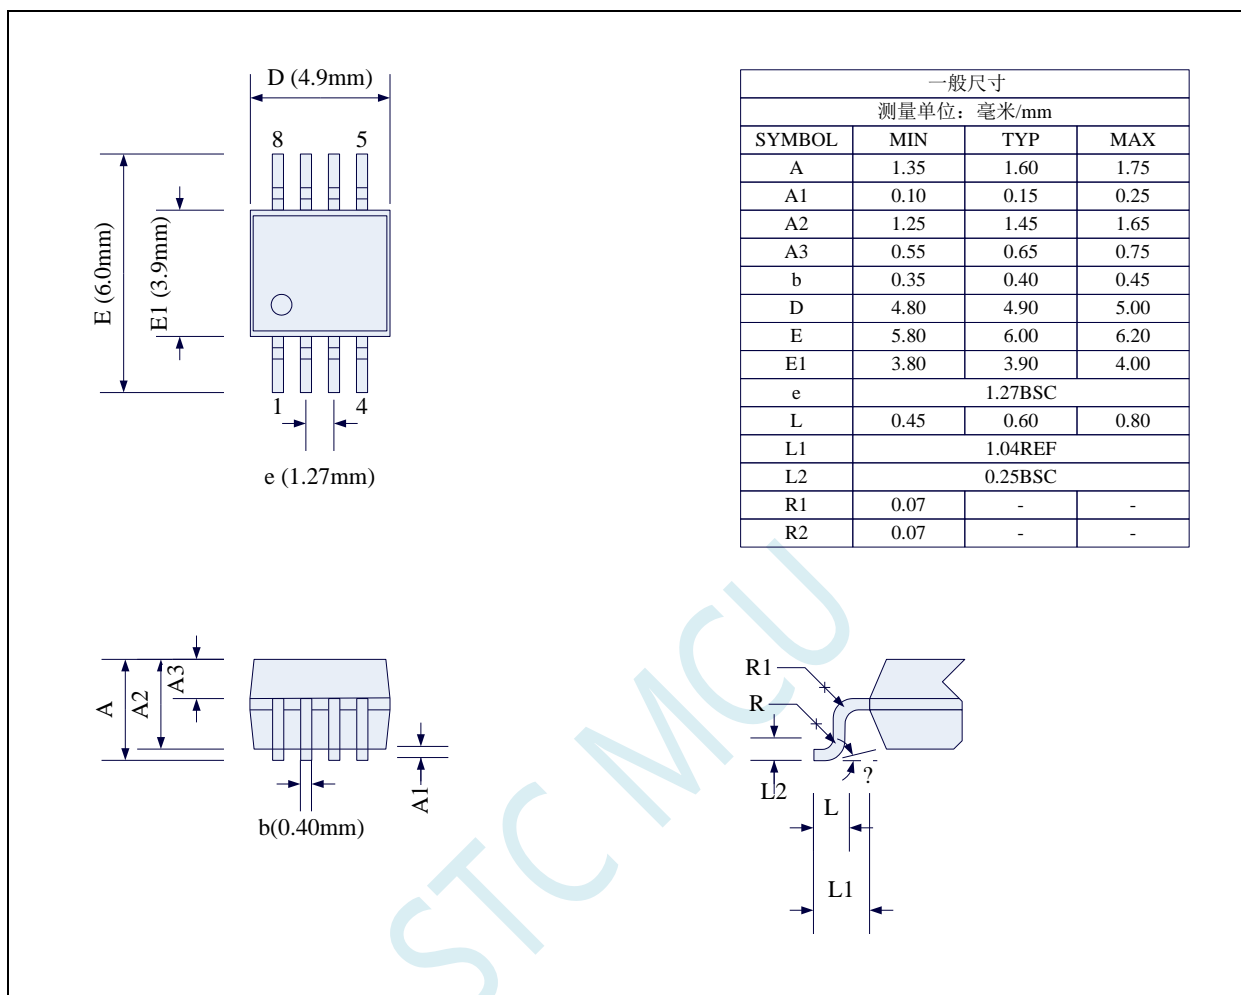 D (4.9mm)
8 5
E (6.0mm)
E1 (3.9mm)
1 4
e (1.27mm)
一般尺寸
测量单位：毫米/mm
SYMBOL MIN TYP MAX
A 1.35 1.60 1.75
A1 0.10 0.15 0.25
A2 1.25 1.45 1.65
A3 0.55 0.65 0.75
b 0.35 0.40 0.45
D 4.80 4.90 5.00
E 5.80 6.00 6.20
E1 3.80 3.90 4.00
e 1.27BSC
L 0.45 0.60 0.80
L1 1.04REF
L2 0.25BSC
R1 0.07 - -
R2 0.07 - -
A
A2
A3
A1
b(0.40mm)
R1
R
L2
?
L
L1
STC MCU